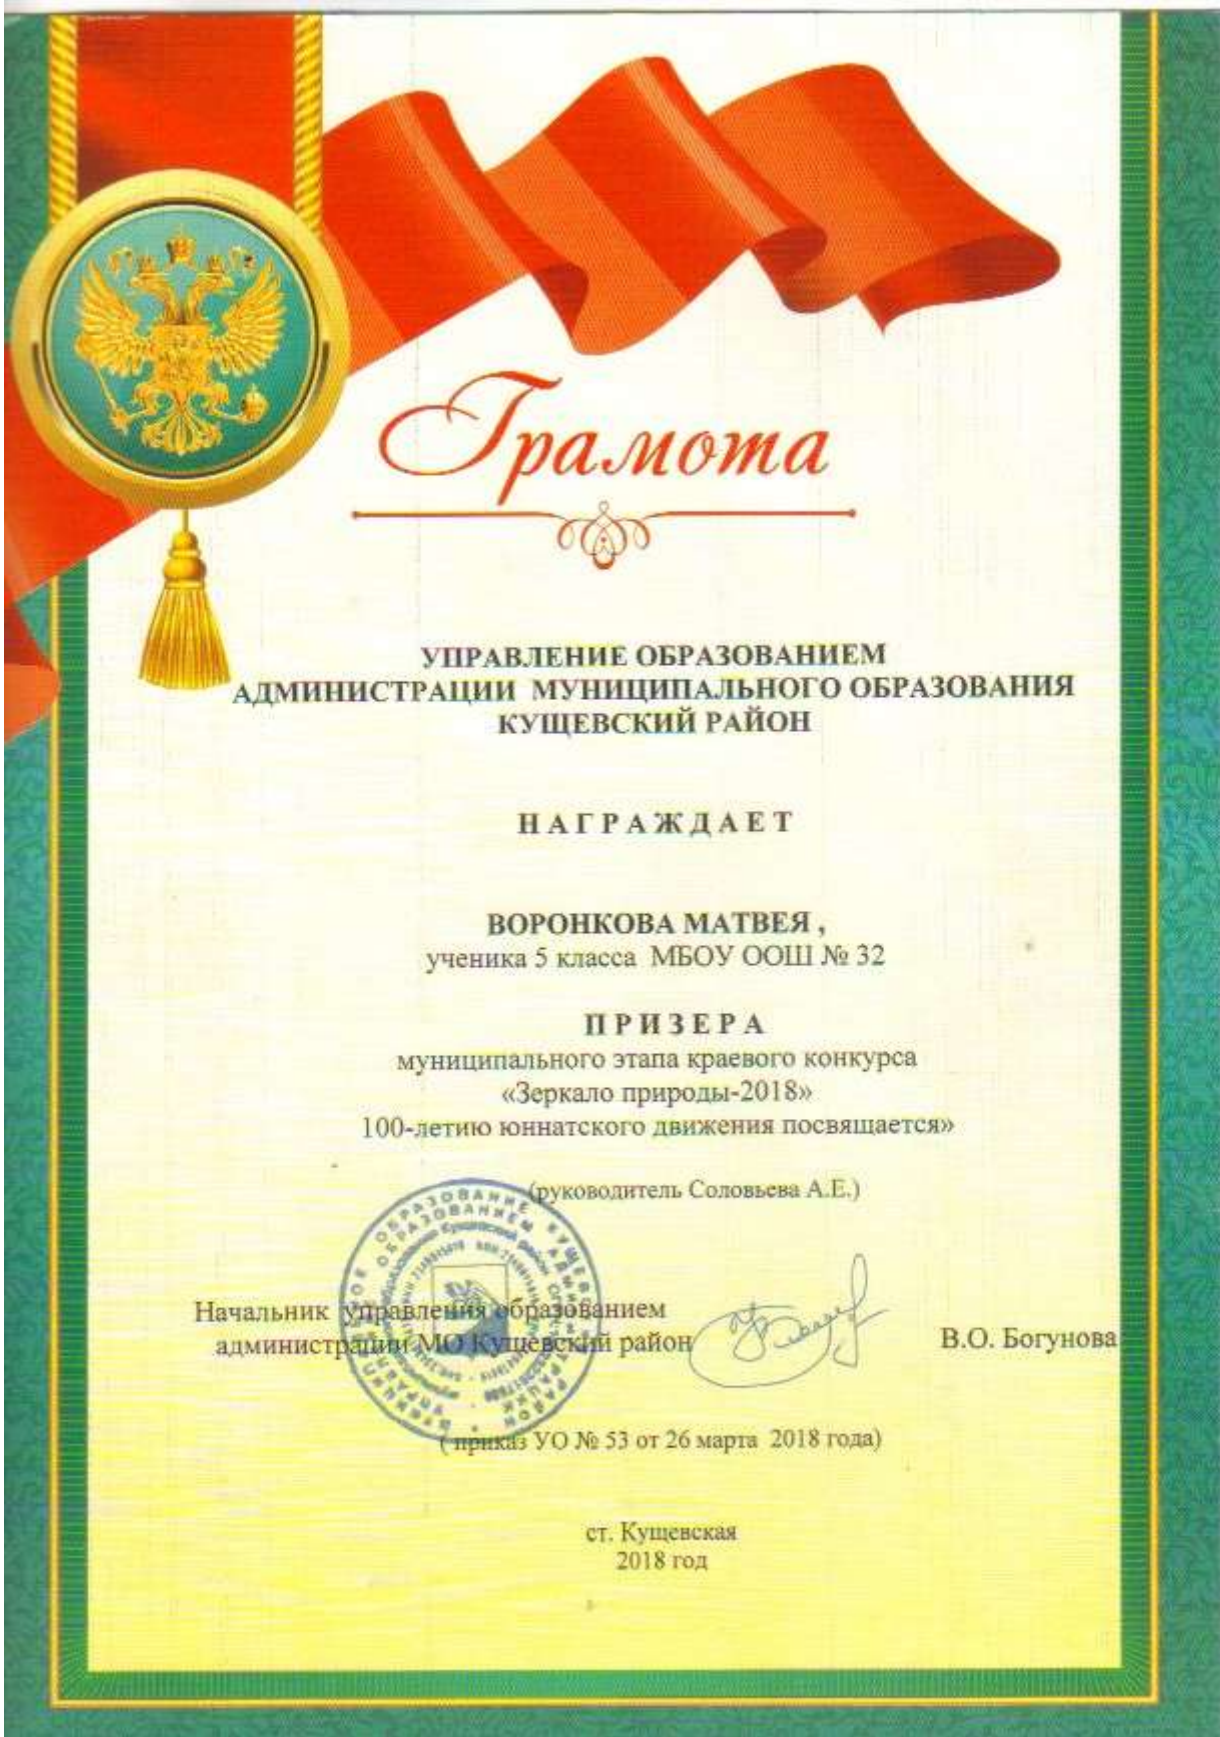 Грамота
УПРАВЛЕНИЕ ОБРАЗОВАНИЕМ
АДМИНИСТРАЦИИ МУНИЦИПАЛЬНОГО ОБРАЗОВАНИЯ
КУЩЕВСКИЙ РАЙОН
НАГРАЖДАЕТ
ВОРОНКОВА МАТВЕЯ ,
ученика 5 класса МБОУ ООШ № 32
ПРИЗЕРА
муниципального этапа краевого конкурса
«Зеркало природы-2018»
100-летию юннатского движения посвящается»
(руководитель Соловьева А.Е.)
Начальник управления образованием
администрации МО Кущевский район
В.О. Богунова
( приказ УО № 53 от 26 марта 2018 года)
ст. Кущевская
2018 год